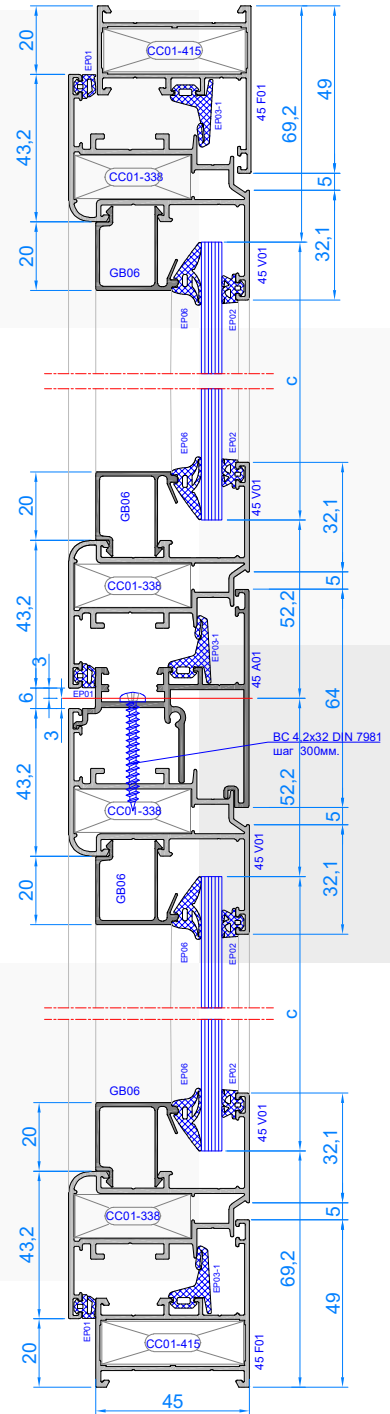 20
CC01-415
EP01
EP03-1
45 F01
69,2
49
43,2
CC01-338
5
32,1
20
GB06
45 V01
EP06
EP02
c
20
GB06
EP06
EP02
45 V01
32,1
43,2
CC01-338
5
52,2
EP03-1
45 A01
3
6
EP01
64
3
BC 4,2x32 DIN 7981
шаг 300мм.
52,2
43,2
CC01-338
5
45 V01
32,1
20
GB06
EP06
EP02
c
GB06
EP06
EP02
20
45 V01
32,1
43,2
CC01-338
5
69,2
EP03-1
EP01
49
20
CC01-415
45 F01
45